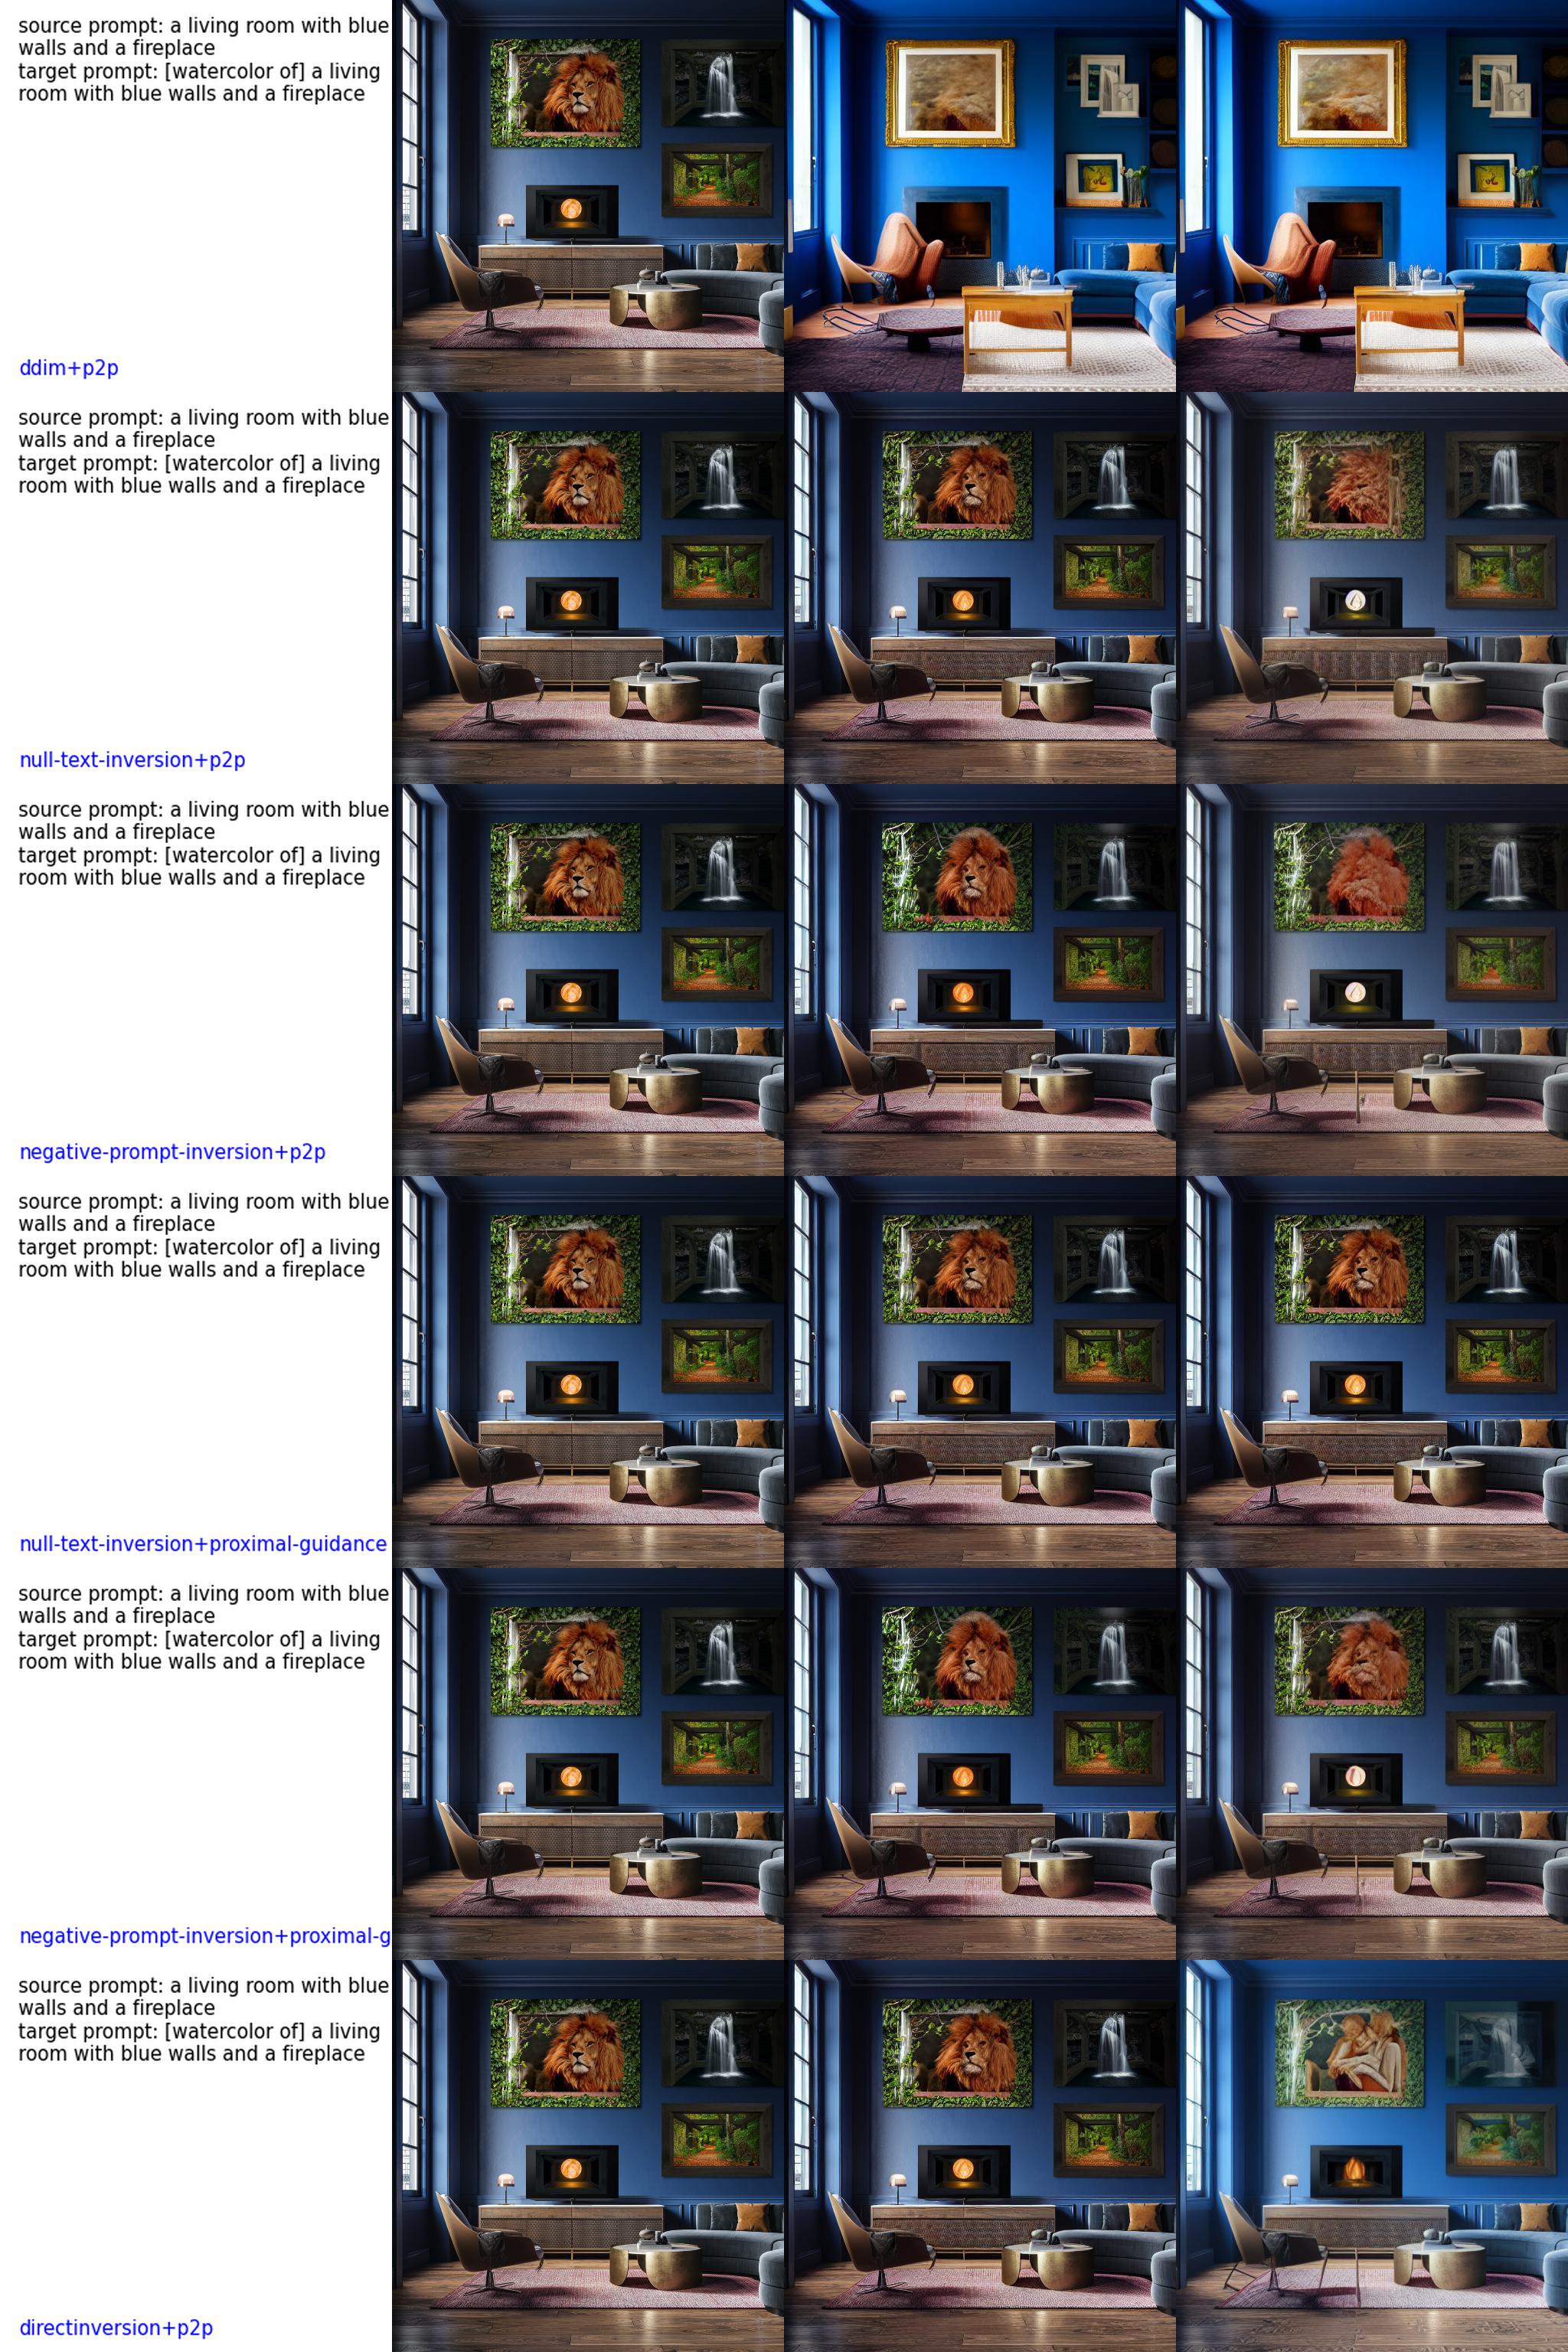 source prompt: a living room with blue
walls and a fireplace
target prompt: [watercolor of] a living
room with blue walls and a fireplace
ddim+p2p
source prompt: a living room with blue
walls and a fireplace
target prompt: [watercolor of] a living
room with blue walls and a fireplace
null-text-inversion+p2p
source prompt: a living room with blue
walls and a fireplace
target prompt: [watercolor of] a living
room with blue walls and a fireplace
negative-prompt-inversion+p2p
source prompt: a living room with blue
walls and a fireplace
target prompt: [watercolor of] a living
room with blue walls and a fireplace
null-text-inversion+proximal-guidance
source prompt: a living room with blue
walls and a fireplace
target prompt: [watercolor of] a living
room with blue walls and a fireplace
negative-prompt-inversion+proximal-g
source prompt: a living room with blue
walls and a fireplace
target prompt: [watercolor of] a living
room with blue walls and a fireplace
directinversion+p2p